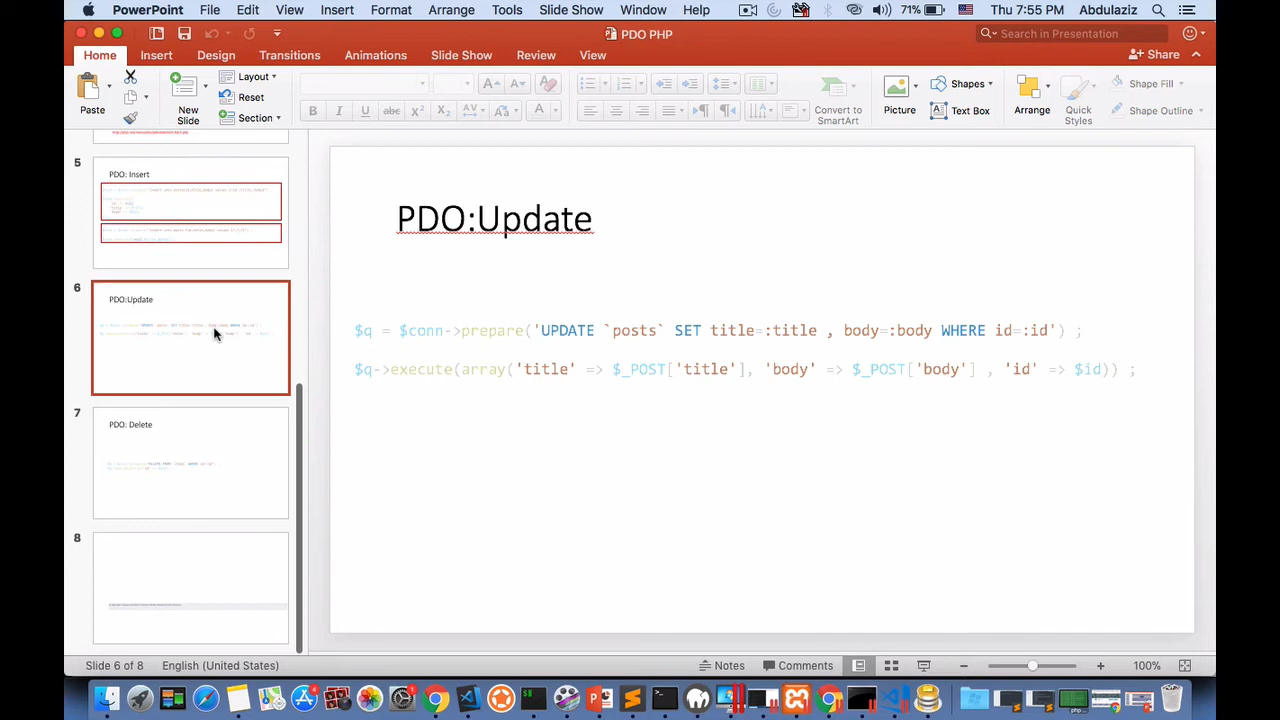 PowerPoint File Edit View Insert Format Arrange Tools Slide Show Window Help 71% Thu 7:55 PM Abdulaziz
PDO PHP
Search in Presentation
Home Insert Design Transitions Animations Slide Show Review View Share
Paste
New Slide
Layout
Reset
Section
B I U abc X² X₂ AV Aa A
Convert to SmartArt
Picture
Shapes
Text Box
Arrange
Quick Styles
Shape Fill
Shape Outline
5
PDO: Insert
6
PDO:Update
7
PDO: Delete
8
PDO:Update
$q = $conn->prepare('UPDATE `posts` SET title=:title , body=:body WHERE id=:id') ;
$q->execute(array('title' => $_POST['title'], 'body' => $_POST['body'] , 'id' => $id)) ;
Slide 6 of 8 English (United States) Notes Comments 100%